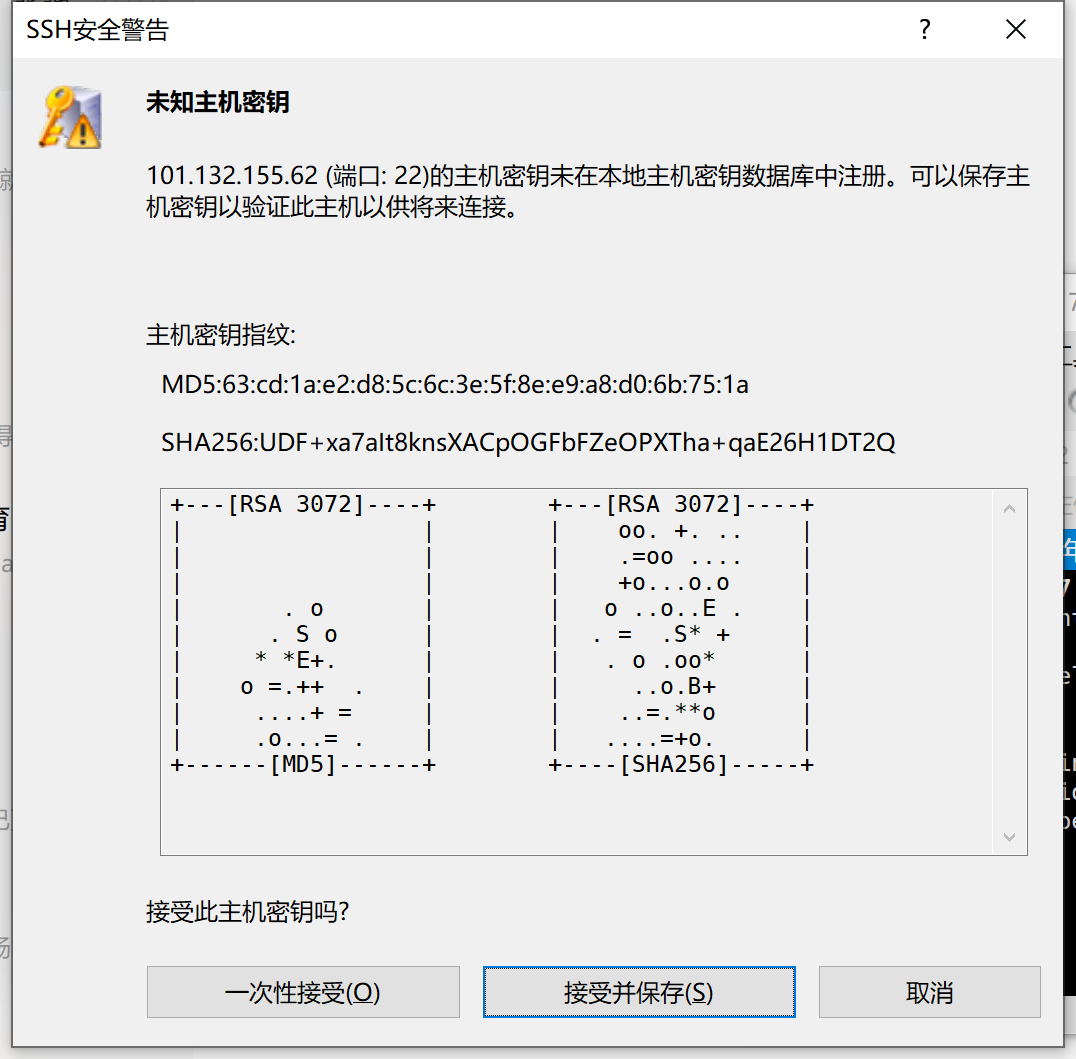 SSH安全警告
?
未知主机密钥
101.132.155.62 (端口: 22)的主机密钥未在本地主机密钥数据库中注册。可以保存主
机密钥以验证此主机以供将来连接。
主机密钥指纹:
MD5:63:cd:1a:e2:d8:5c:6c:3e:5f:8e:e9:a8:d0:6b:75:1a
SHA256:UDF+xa7aIt8knsXACpOGFbFZeOPXTha+qaE26H1DT2Q
+---[RSA 3072]----+        +---[RSA 3072]----+
|                 |        |    oo. +. ..    |
|                 |        |    .=oo ....    |
|                 |        |    +o...o.o     |
|       . o       |        |   o ..o..E .    |
|      . S o      |        |  . =  .S* +     |
|     * *E+.      |        |   . o .oo*      |
|    o =.++  .    |        |     ..o.B+      |
|     ....+ =     |        |    ..=.**o      |
|     .o...= .    |        |   ....=+o.      |
+------[MD5]------+        +----[SHA256]-----+
接受此主机密钥吗?
一次性接受(O)
接受并保存(S)
取消